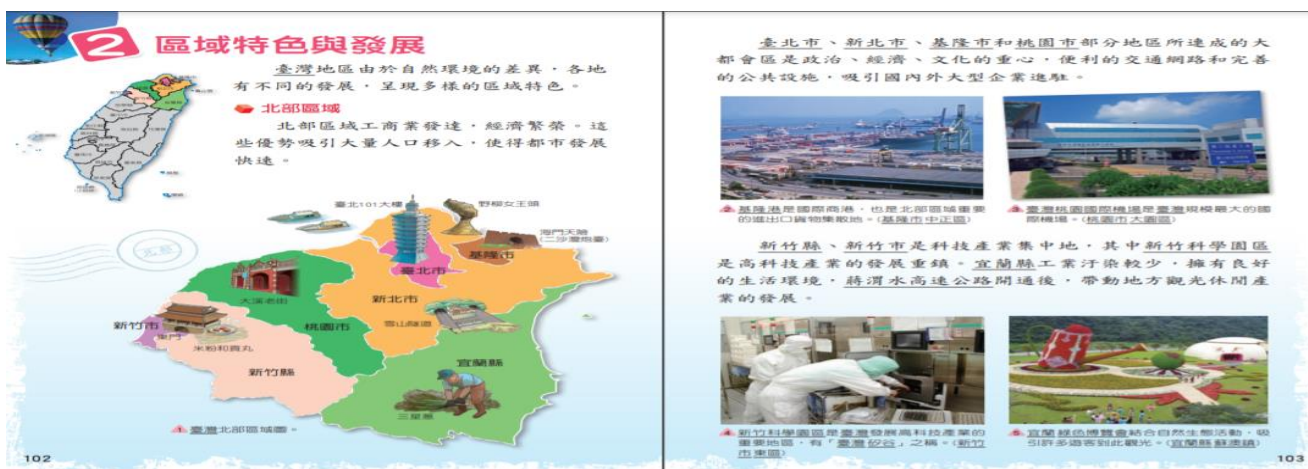 2 區域特色與發展
臺灣地區由於自然環境的差異，各地
有不同的發展，呈現多樣的區域特色。
北部區域
北部區域工商業發達，經濟繁榮。這
些優勢吸引大量人口移入，使得都市發展
快速。
臺北101大樓
野柳女王頭
海門天險
(二沙灣炮臺)
基隆市
臺北市
新北市
大溪老街
雪山隧道
桃園市
新竹市
東門
米粉和貢丸
宜蘭縣
新竹縣
三星蔥
1. 臺灣北部區域圖。
102
臺北市、新北市、基隆市和桃園市部分地區所連成的大
都會區是政治、經濟、文化的重心，便利的交通網路和完善
的公共設施，吸引國內外大型企業進駐。
2. 基隆港是國際商港，也是北部區域重要
的進出口貨物集散地。(基隆市中正區)
3. 臺灣桃園國際機場是臺灣規模最大的國
際機場。(桃園市大園區)
新竹縣、新竹市是科技產業集中地，其中新竹科學園區
是高科技產業的發展重鎮。宜蘭縣工業汙染較少，擁有良好
的生活環境，蔣渭水高速公路開通後，帶動地方觀光休閒產
業的發展。
4. 新竹科學園區是臺灣發展高科技產業的
重要地區，有「臺灣矽谷」之稱。(新竹
市東區)
5. 宜蘭綠色博覽會結合自然生態活動，吸
引許多遊客到此觀光。(宜蘭縣蘇澳鎮)
103